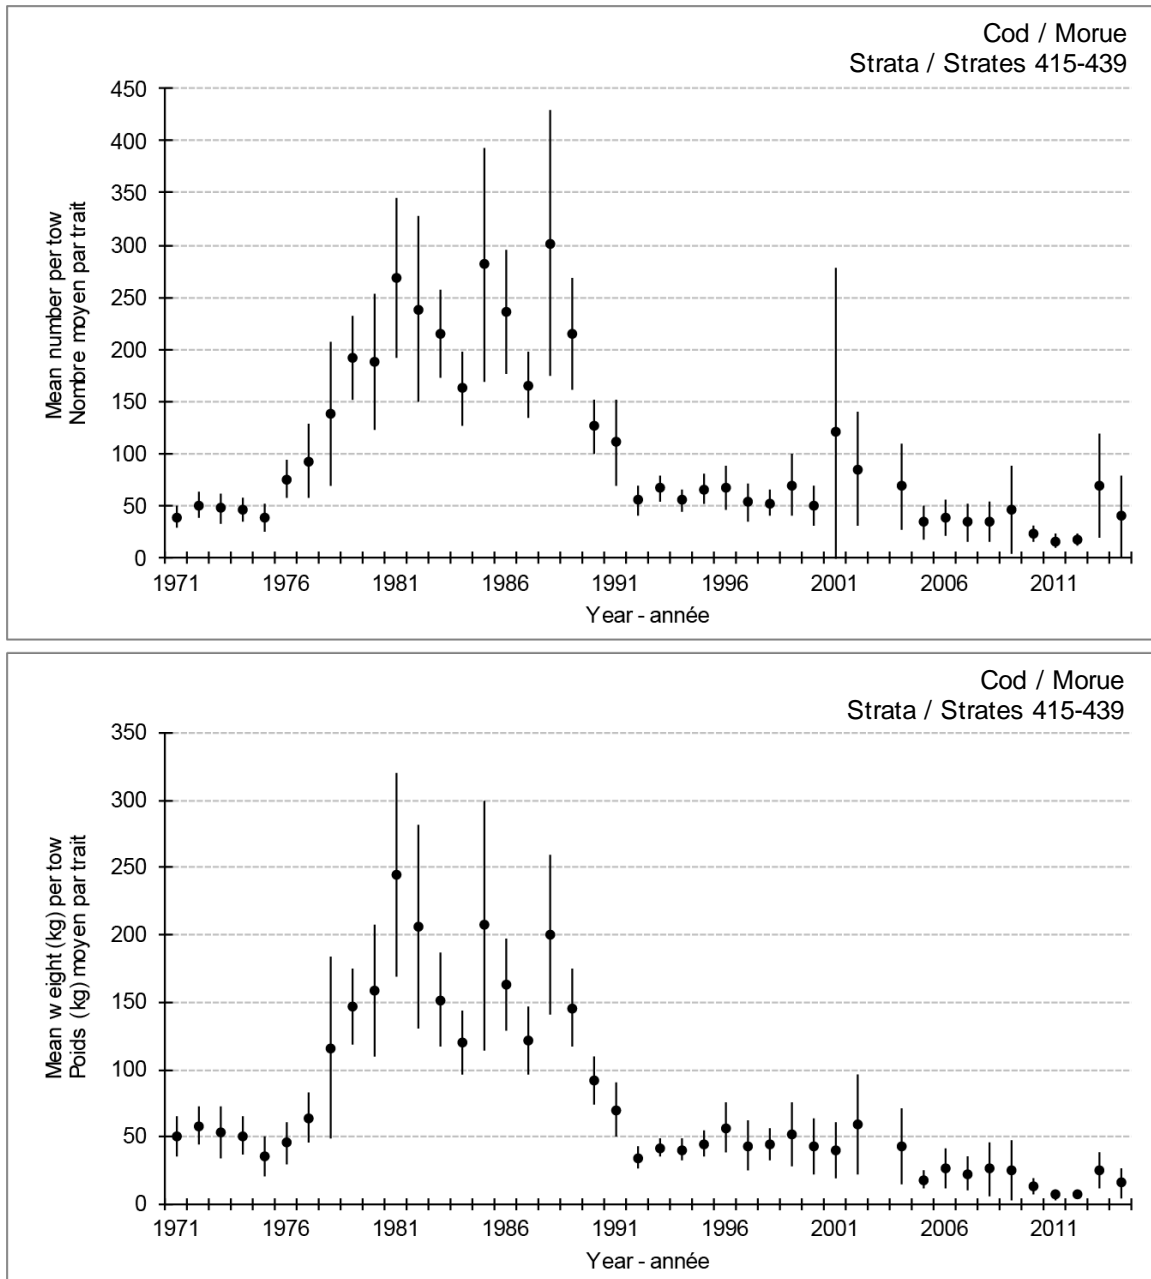 Cod / Morue
Strata / Strates 415-439
450
400
350
300
250
200
150
100
50
0
Mean number per tow
Nombre moyen par trait
1971 1976 1981 1986 1991 1996 2001 2006 2011
Year - année
Cod / Morue
Strata / Strates 415-439
350
300
250
200
150
100
50
0
Mean weight (kg) per tow
Poids (kg) moyen par trait
1971 1976 1981 1986 1991 1996 2001 2006 2011
Year - année